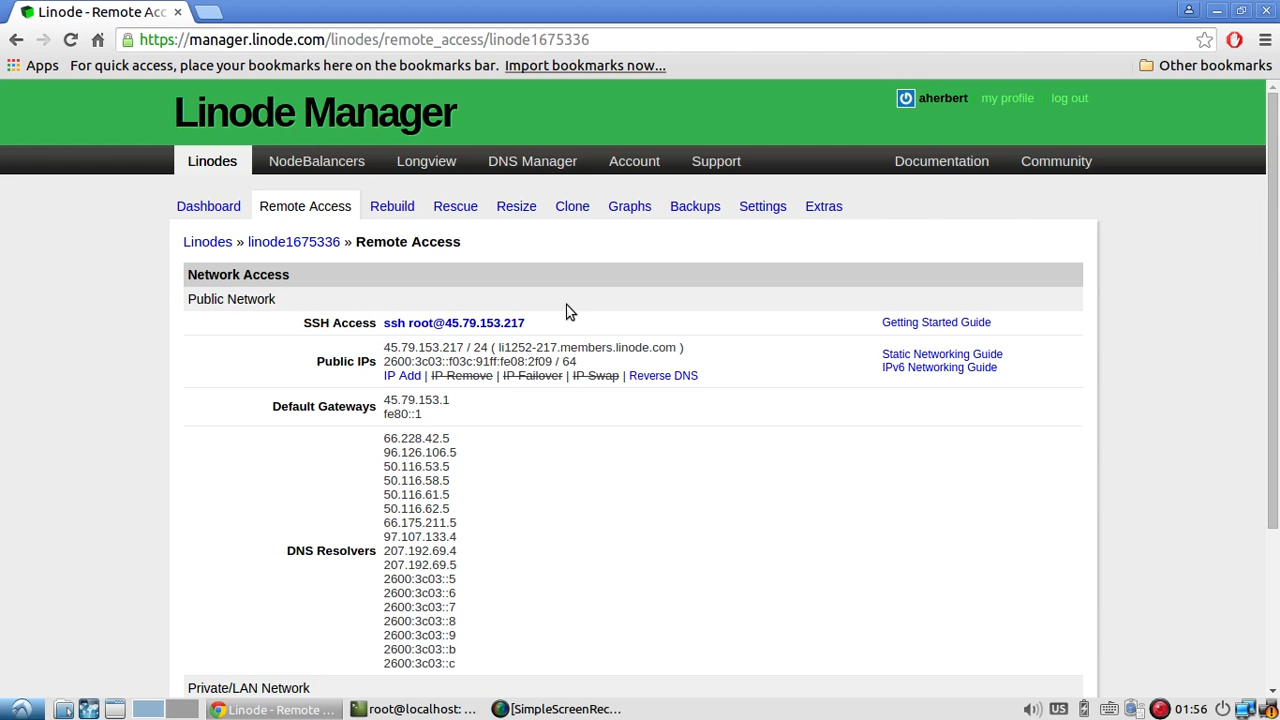 Linode - Remote Acc
https://manager.linode.com/linodes/remote_access/linode1675336
Apps For quick access, place your bookmarks here on the bookmarks bar. Import bookmarks now... Other bookmarks
Linode Manager
aherbert my profile log out
Linodes NodeBalancers Longview DNS Manager Account Support Documentation Community
Dashboard Remote Access Rebuild Rescue Resize Clone Graphs Backups Settings Extras
Linodes » linode1675336 » Remote Access
Network Access
Public Network
SSH Access ssh root@45.79.153.217 Getting Started Guide
Public IPs 45.79.153.217 / 24 ( li1252-217.members.linode.com )
2600:3c03::f03c:91ff:fe08:2f09 / 64
IP Add | IP Remove | IP Failover | IP Swap | Reverse DNS
Static Networking Guide
IPv6 Networking Guide
Default Gateways 45.79.153.1
fe80::1
DNS Resolvers
66.228.42.5
96.126.106.5
50.116.53.5
50.116.58.5
50.116.61.5
50.116.62.5
66.175.211.5
97.107.133.4
207.192.69.4
207.192.69.5
2600:3c03::5
2600:3c03::6
2600:3c03::7
2600:3c03::8
2600:3c03::9
2600:3c03::b
2600:3c03::c
Private/LAN Network
Linode - Remote ... root@localhost: ... [SimpleScreenRec... US 01:56